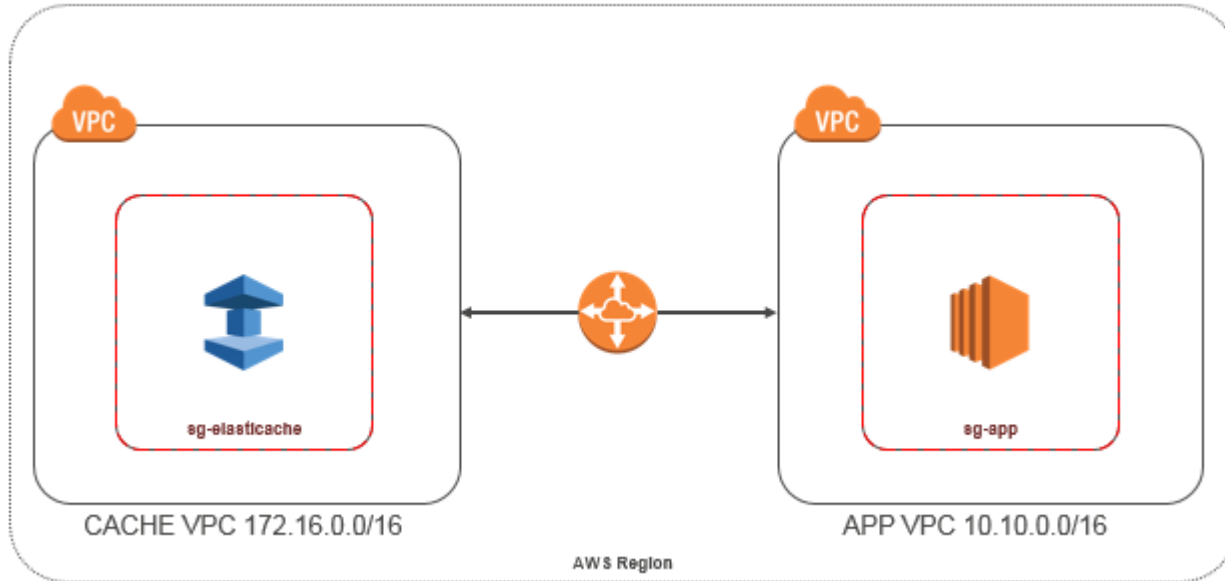 VPC
VPC
sg-elasticache
sg-app
CACHE VPC 172.16.0.0/16
APP VPC 10.10.0.0/16
AWS Region